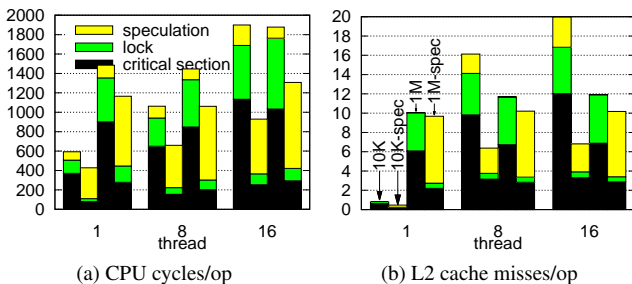 2000
1800
1600
1400
1200
1000
800
600
400
200
0
speculation
lock
critical section
1
8
16
thread
(a) CPU cycles/op
20
18
16
14
12
10
8
6
4
2
0
10K
10K-spec
1M
1M-spec
1
8
16
thread
(b) L2 cache misses/op